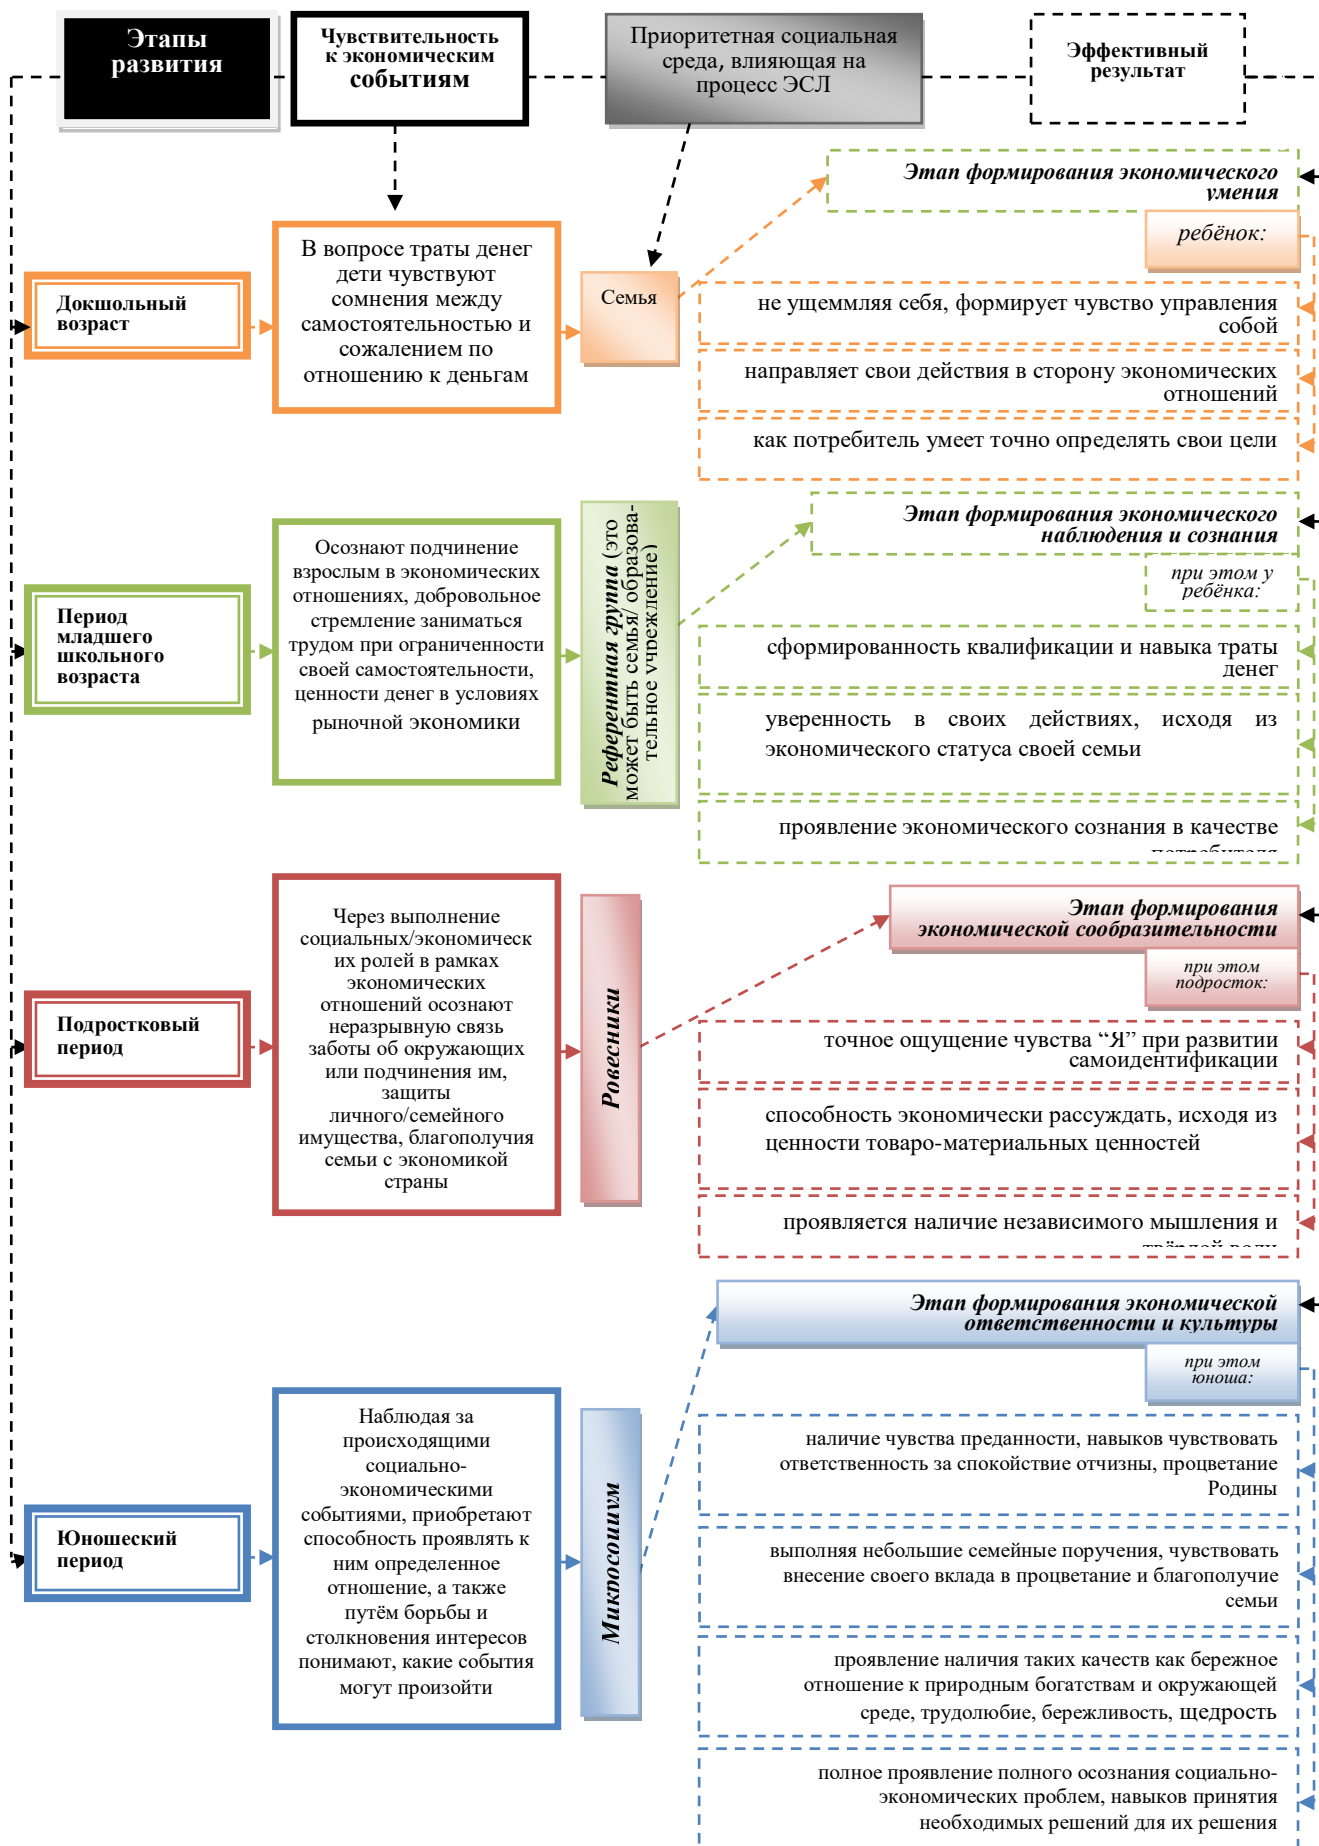 Этапы
развития
Чувствительность
к экономическим
событиям
Приоритетная социальная
среда, влияющая на
процесс ЭСЛ
Эффективный
результат
Докшольный
возраст
В вопросе траты денег
дети чувствуют
сомнения между
самостоятельностью и
сожалением по
отношению к деньгам
Семья
Этап формирования экономического
умения
ребёнок:
не ущеммляя себя, формирует чувство управления
собой
направляет свои действия в сторону экономических
отношений
как потребитель умеет точно определять свои цели
Период
младшего
школьного
возраста
Осознают подчинение
взрослым в экономических
отношениях, добровольное
стремление заниматься
трудом при ограниченности
своей самостоятельности,
ценности денег в условиях
рыночной экономики
Референтная группа (это
может быть семья/ образова-
тельное учреждение)
Этап формирования экономического
наблюдения и сознания
при этом у
ребёнка:
сформированность квалификации и навыка траты
денег
уверенность в своих действиях, исходя из
экономического статуса своей семьи
проявление экономического сознания в качестве
потребителя
Подростковый
период
Через выполнение
социальных/экономическ
их ролей в рамках
экономических
отношений осознают
неразрывную связь
заботы об окружающих
или подчинения им,
защиты
личного/семейного
имущества, благополучия
семьи с экономикой
страны
Ровесники
Этап формирования
экономической сообразительности
при этом
подросток:
точное ощущение чувства “Я” при развитии
самоидентификации
способность экономически рассуждать, исходя из
ценности товаро-материальных ценностей
проявляется наличие независимого мышления и
твёрдой воли
Юношеский
период
Наблюдая за
происходящими
социально-
экономическими
событиями, приобретают
способность проявлять к
ним определенное
отношение, а также
путём борьбы и
столкновения интересов
понимают, какие события
могут произойти
Микросоциум
Этап формирования экономической
ответственности и культуры
при этом
юноша:
наличие чувства преданности, навыков чувствовать
ответственность за спокойствие отчизны, процветание
Родины
выполняя небольшие семейные поручения, чувствовать
внесение своего вклада в процветание и благополучие
семьи
проявление наличия таких качеств как бережное
отношение к природным богатствам и окружающей
среде, трудолюбие, бережливость, щедрость
полное проявление полного осознания социально-
экономических проблем, навыков принятия
необходимых решений для их решения